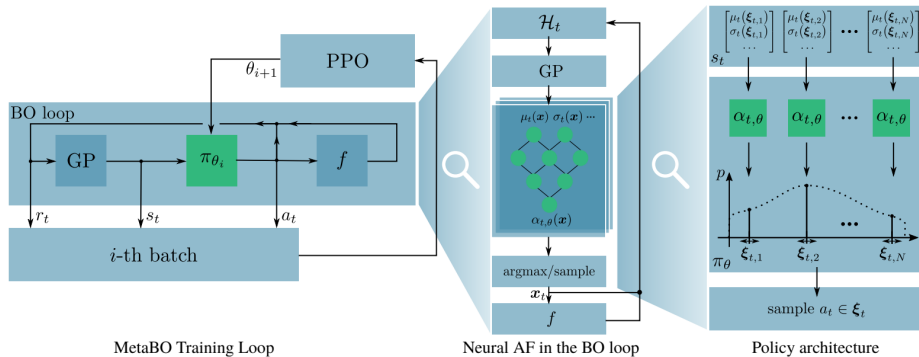 PPO
θ_{i+1}
BO loop
GP
π_{θ_i}
f
r_t
s_t
a_t
i-th batch
MetaBO Training Loop
ℋ_t
GP
μ_t(x) σ_t(x) ···
α_{t,θ}(x)
argmax/sample
x_t
f
Neural AF in the BO loop
[μ_t(ξ_{t,1}) σ_t(ξ_{t,1}) ...] [μ_t(ξ_{t,2}) σ_t(ξ_{t,2}) ...] ··· [μ_t(ξ_{t,N}) σ_t(ξ_{t,N}) ...]
s_t
α_{t,θ} α_{t,θ} ··· α_{t,θ}
p
···
π_θ ξ_{t,1} ξ_{t,2} ξ_{t,N}
sample a_t ∈ ξ_t
Policy architecture